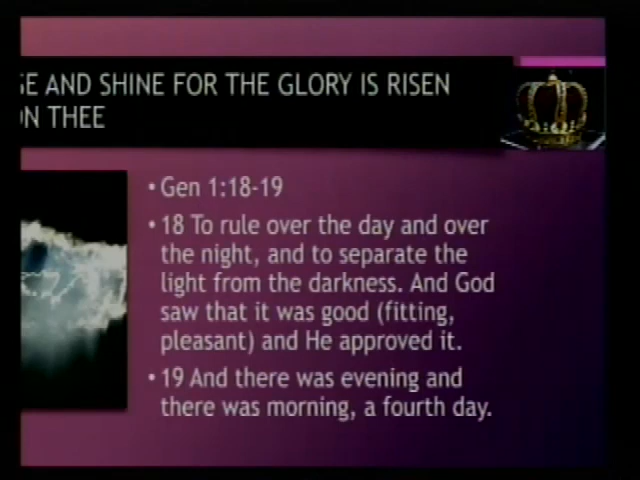 SE AND SHINE FOR THE GLORY IS RISEN
ON THEE
• Gen 1:18-19
• 18 To rule over the day and over
the night, and to separate the
light from the darkness. And God
saw that it was good (fitting,
pleasant) and He approved it.
• 19 And there was evening and
there was morning, a fourth day.